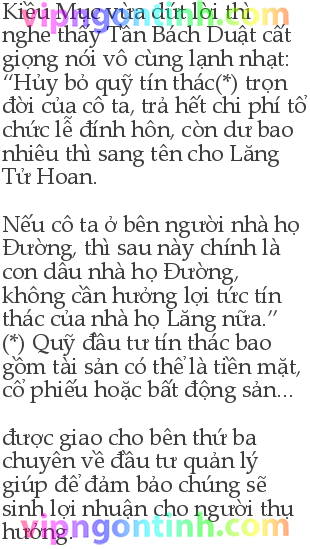 Kiều Mục vừa dứt lời thì
nghe thấy Tần Bách Duật cất
giọng nói vô cùng lạnh nhạt:
“Hủy bỏ quỹ tín thác(*) trọn
đời của cô ta, trả hết chi phí tổ
chức lễ đính hôn, còn dư bao
nhiêu thì sang tên cho Lăng
Tử Hoan.
Nếu cô ta ở bên người nhà họ
Đường, thì sau này chính là
con dâu nhà họ Đường,
không cần hưởng lợi tức tín
thác của nhà họ Lăng nữa.”
(*) Quỹ đầu tư tín thác bao
gồm tài sản có thể là tiền mặt,
cổ phiếu hoặc bất động sản...
được giao cho bên thứ ba
chuyên về đầu tư quản lý
giúp để đảm bảo chúng sẽ
sinh lợi nhuận cho người thụ
hưởng.
vipngontinh.com
vipngontinh.com